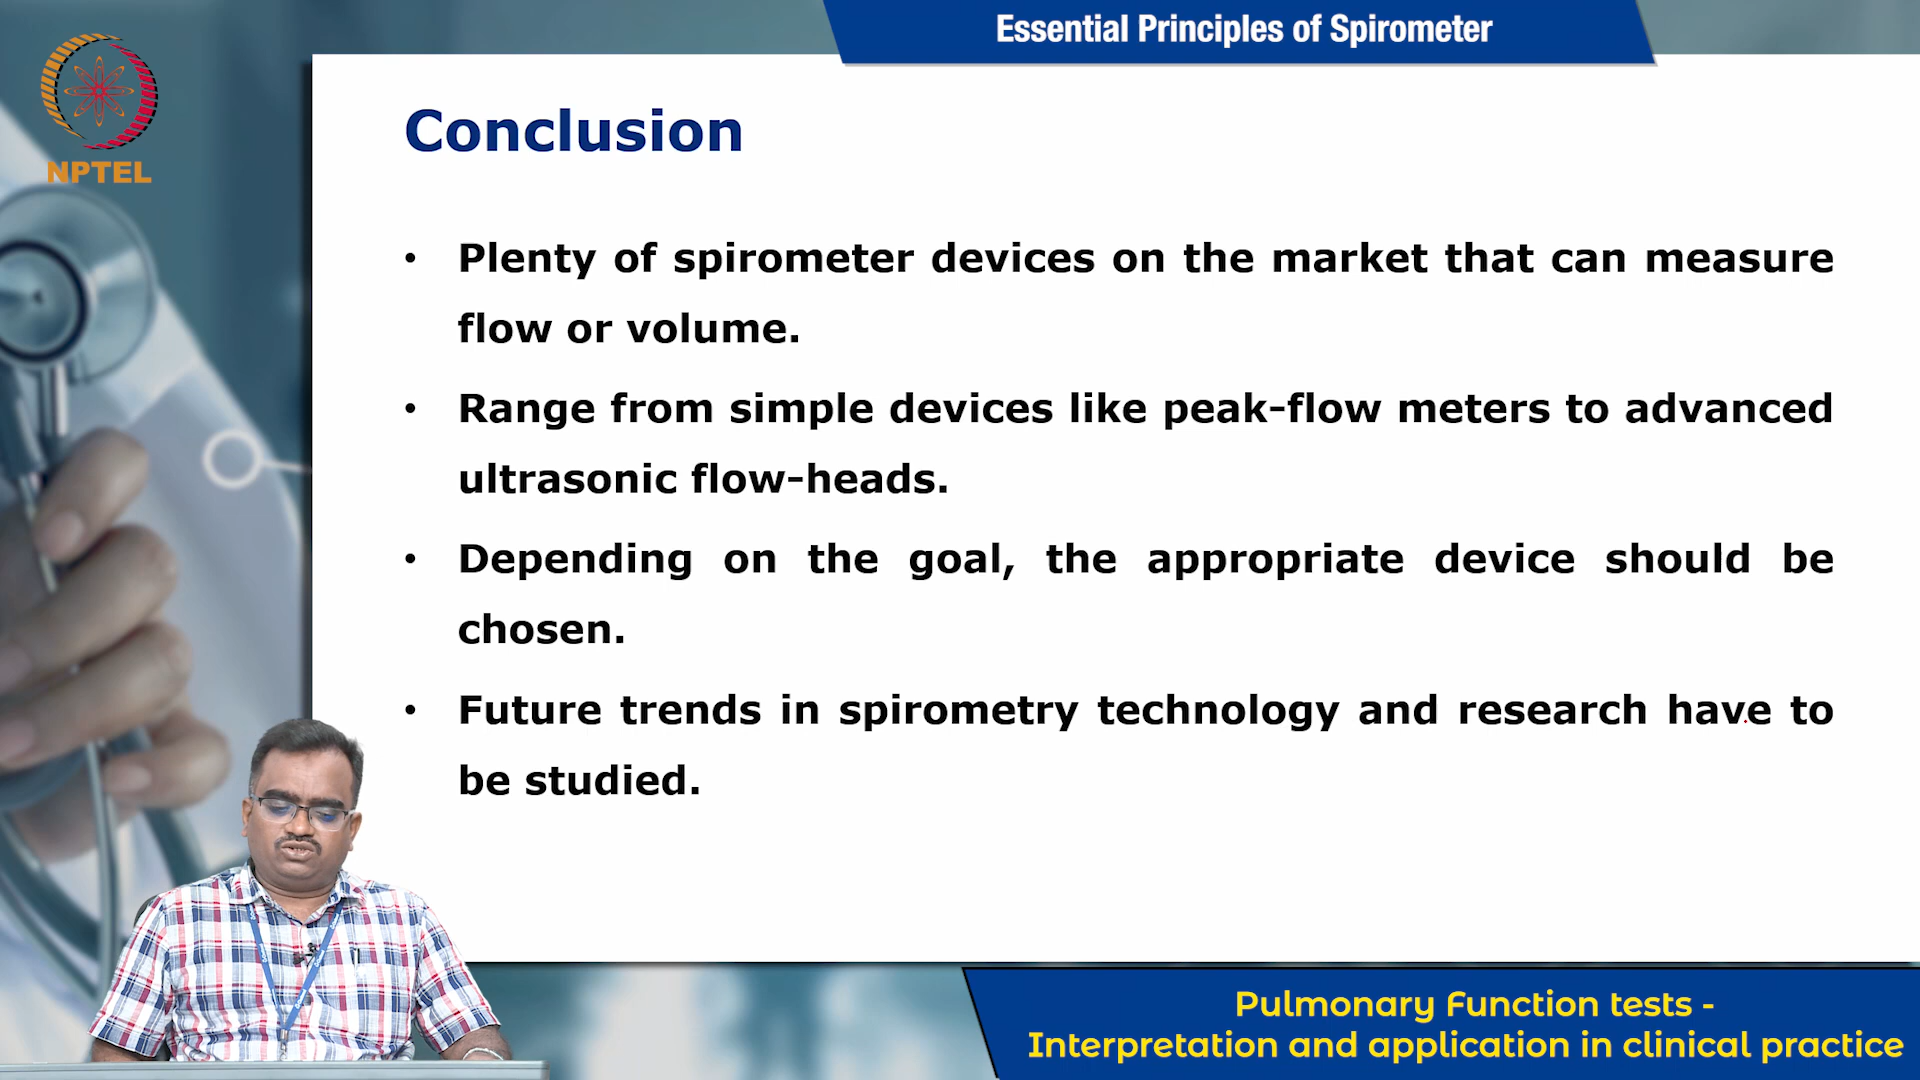 Essential Principles of Spirometer
NPTEL
Conclusion
• Plenty of spirometer devices on the market that can measure
flow or volume.
• Range from simple devices like peak-flow meters to advanced
ultrasonic flow-heads.
• Depending on the goal, the appropriate device should be
chosen.
• Future trends in spirometry technology and research have to
be studied.
Pulmonary Function tests -
Interpretation and application in clinical practice